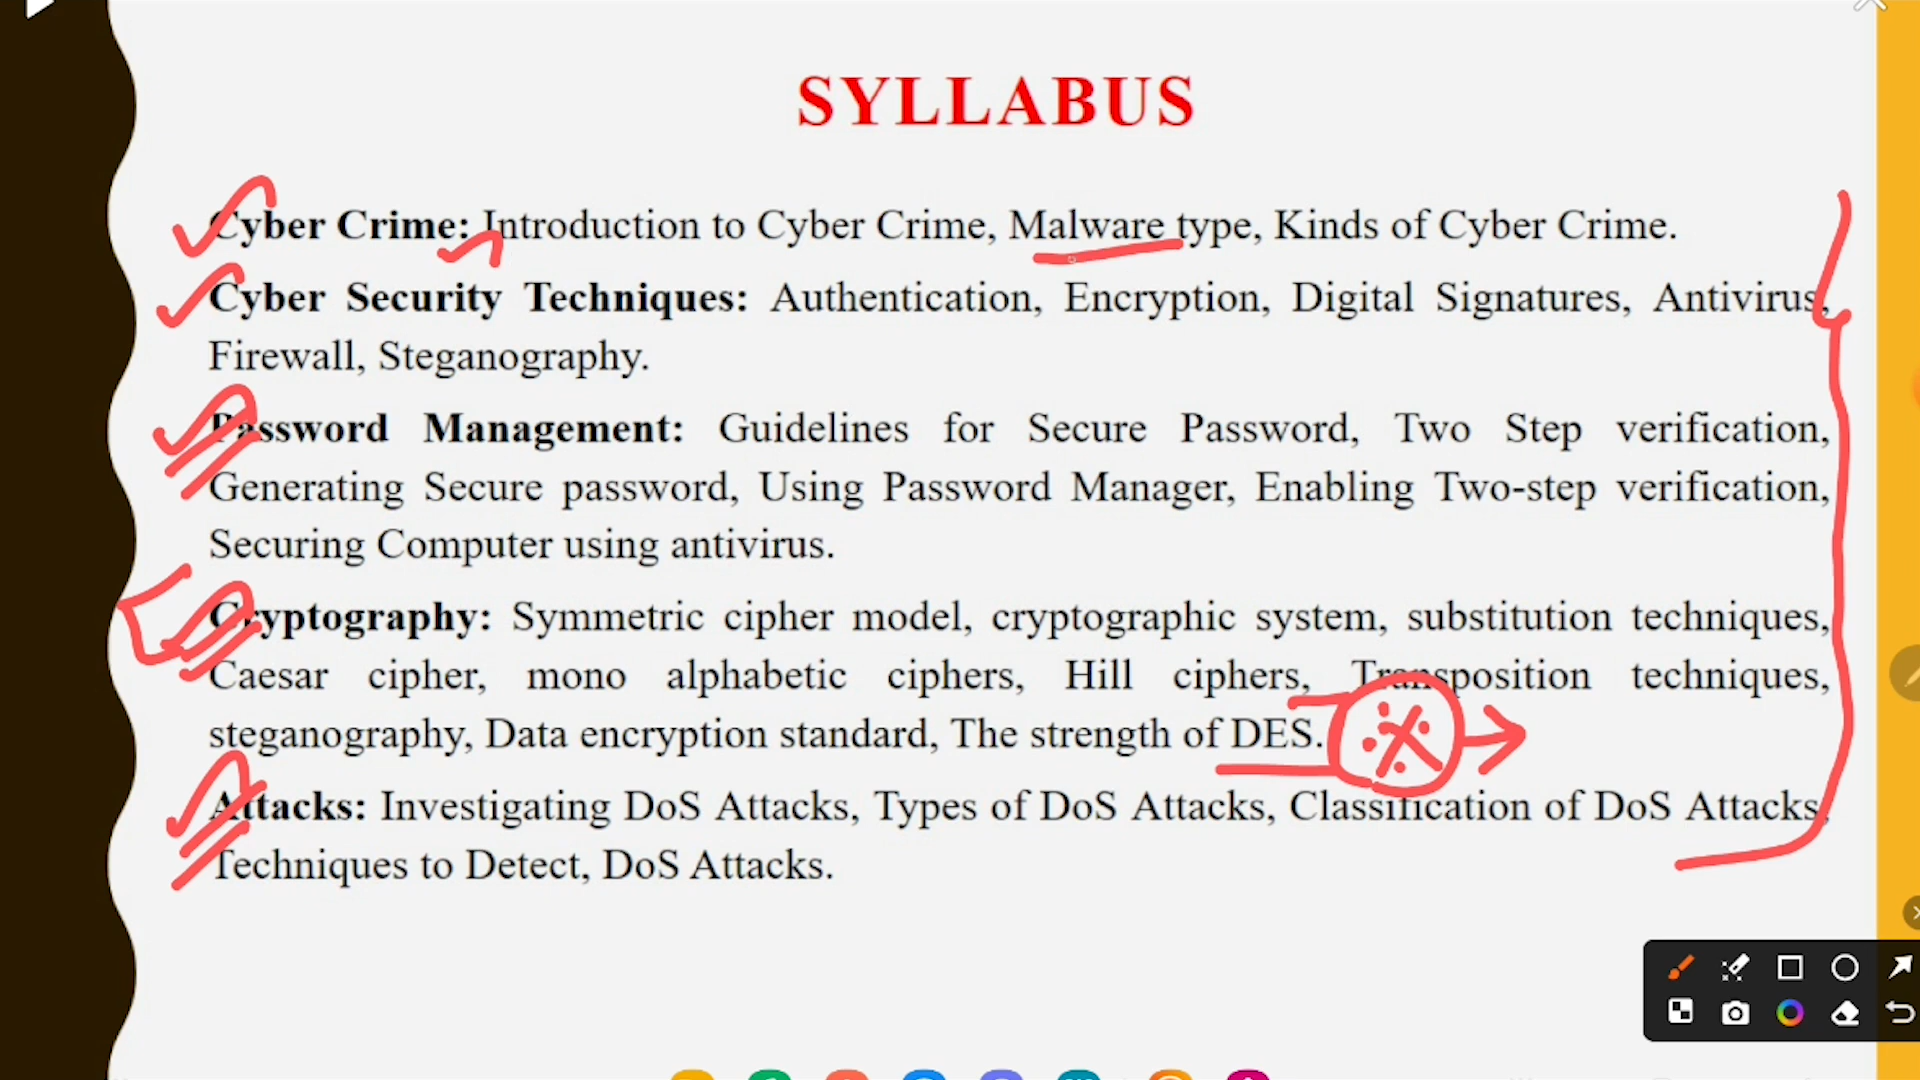 SYLLABUS
Cyber Crime: Introduction to Cyber Crime, Malware type, Kinds of Cyber Crime.
Cyber Security Techniques: Authentication, Encryption, Digital Signatures, Antivirus,
Firewall, Steganography.
Password Management: Guidelines for Secure Password, Two Step verification,
Generating Secure password, Using Password Manager, Enabling Two-step verification,
Securing Computer using antivirus.
Cryptography: Symmetric cipher model, cryptographic system, substitution techniques,
Caesar cipher, mono alphabetic ciphers, Hill ciphers, Transposition techniques,
steganography, Data encryption standard, The strength of DES.
Attacks: Investigating DoS Attacks, Types of DoS Attacks, Classification of DoS Attacks,
Techniques to Detect, DoS Attacks.